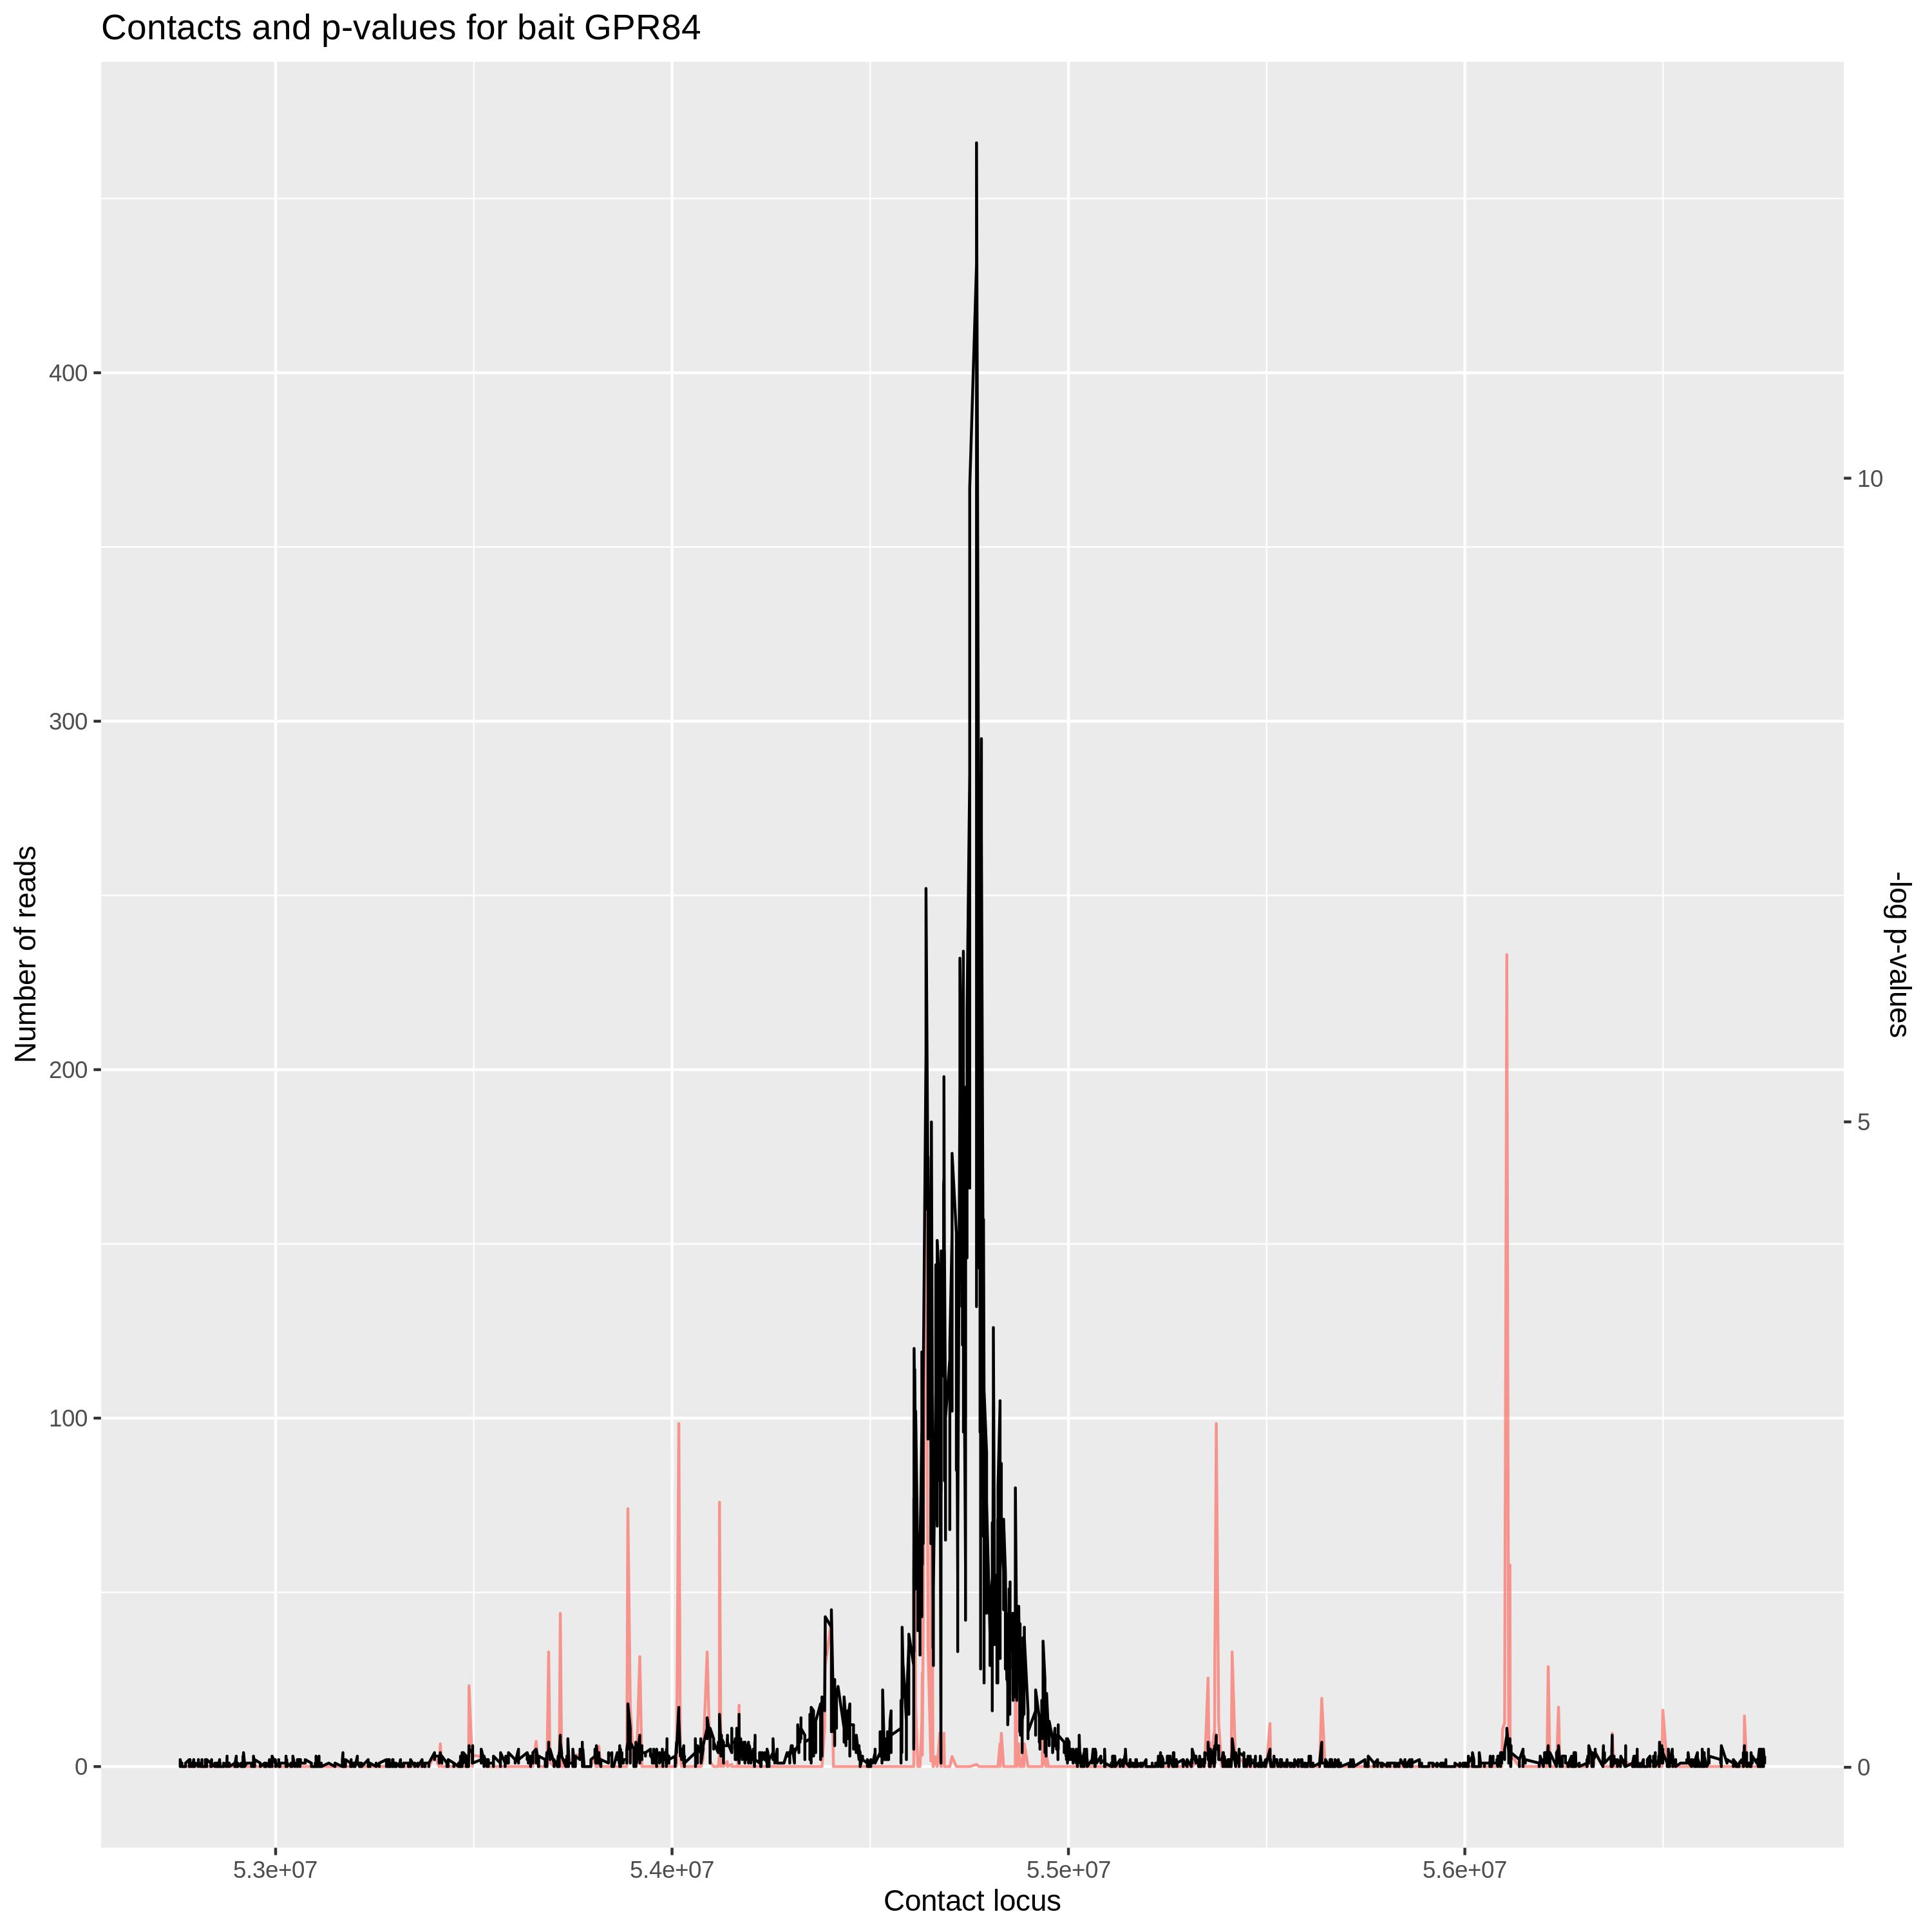 Contacts and p-values for bait GPR84
400
300
200
100
0
Number of reads
10
5
0
-log p-values
5.3e+07
5.4e+07
5.5e+07
5.6e+07
Contact locus